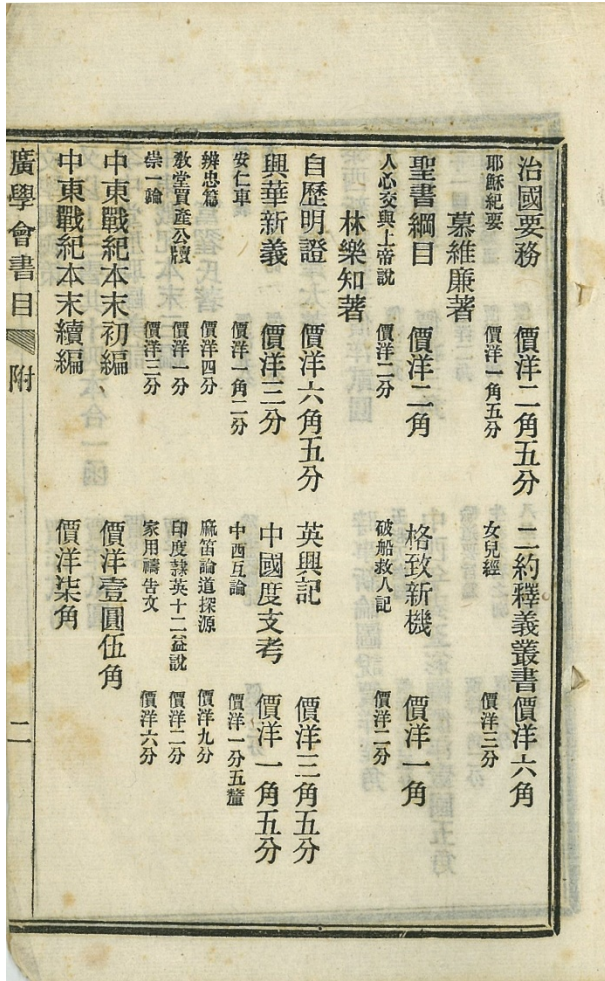 治國要務 價洋二角五分 二約釋義叢書價洋六角
耶穌紀要 價洋一角五分 女兒經 價洋三分
慕維廉著
聖書綱目 價洋二角 格致新機 價洋一角
人心交與上帝說 價洋二分 破船救人記 價洋二分
林樂知著
自歷明證 價洋六角五分 英興記 價洋三角五分
興華新義 價洋三分 中國度支考 價洋一角五分
安仁車 價洋一角二分 中西互論 價洋一分五釐
辨忠篇 價洋四分 麻笛論道探源 價洋九分
教堂買產公牘 價洋一分 印度隸英十二益說 價洋二分
崇一論 價洋三分 家用禱告文 價洋六分
中東戰紀本末初編 價洋壹圓伍角
中東戰紀本末續編 價洋柒角
廣學會書目 附 二